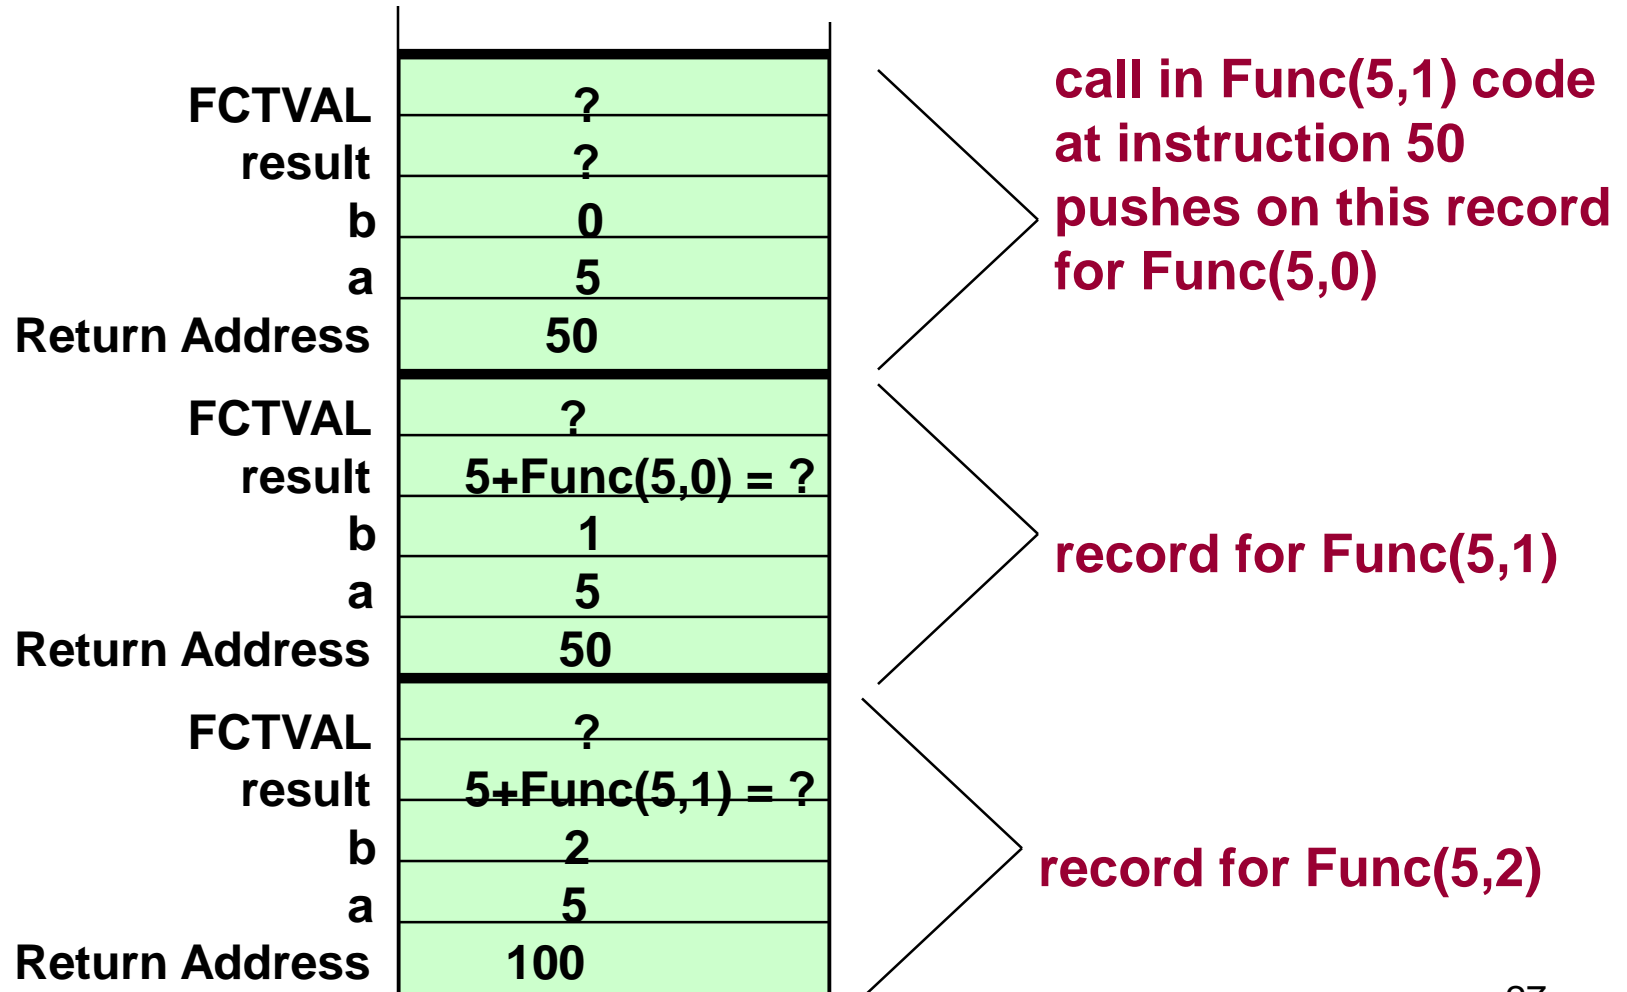 FCTVAL ?
result ?
b 0
a 5
Return Address 50
call in Func(5,1) code
at instruction 50
pushes on this record
for Func(5,0)
FCTVAL ?
result 5+Func(5,0) = ?
b 1
a 5
Return Address 50
record for Func(5,1)
FCTVAL ?
result 5+Func(5,1) = ?
b 2
a 5
Return Address 100
record for Func(5,2)